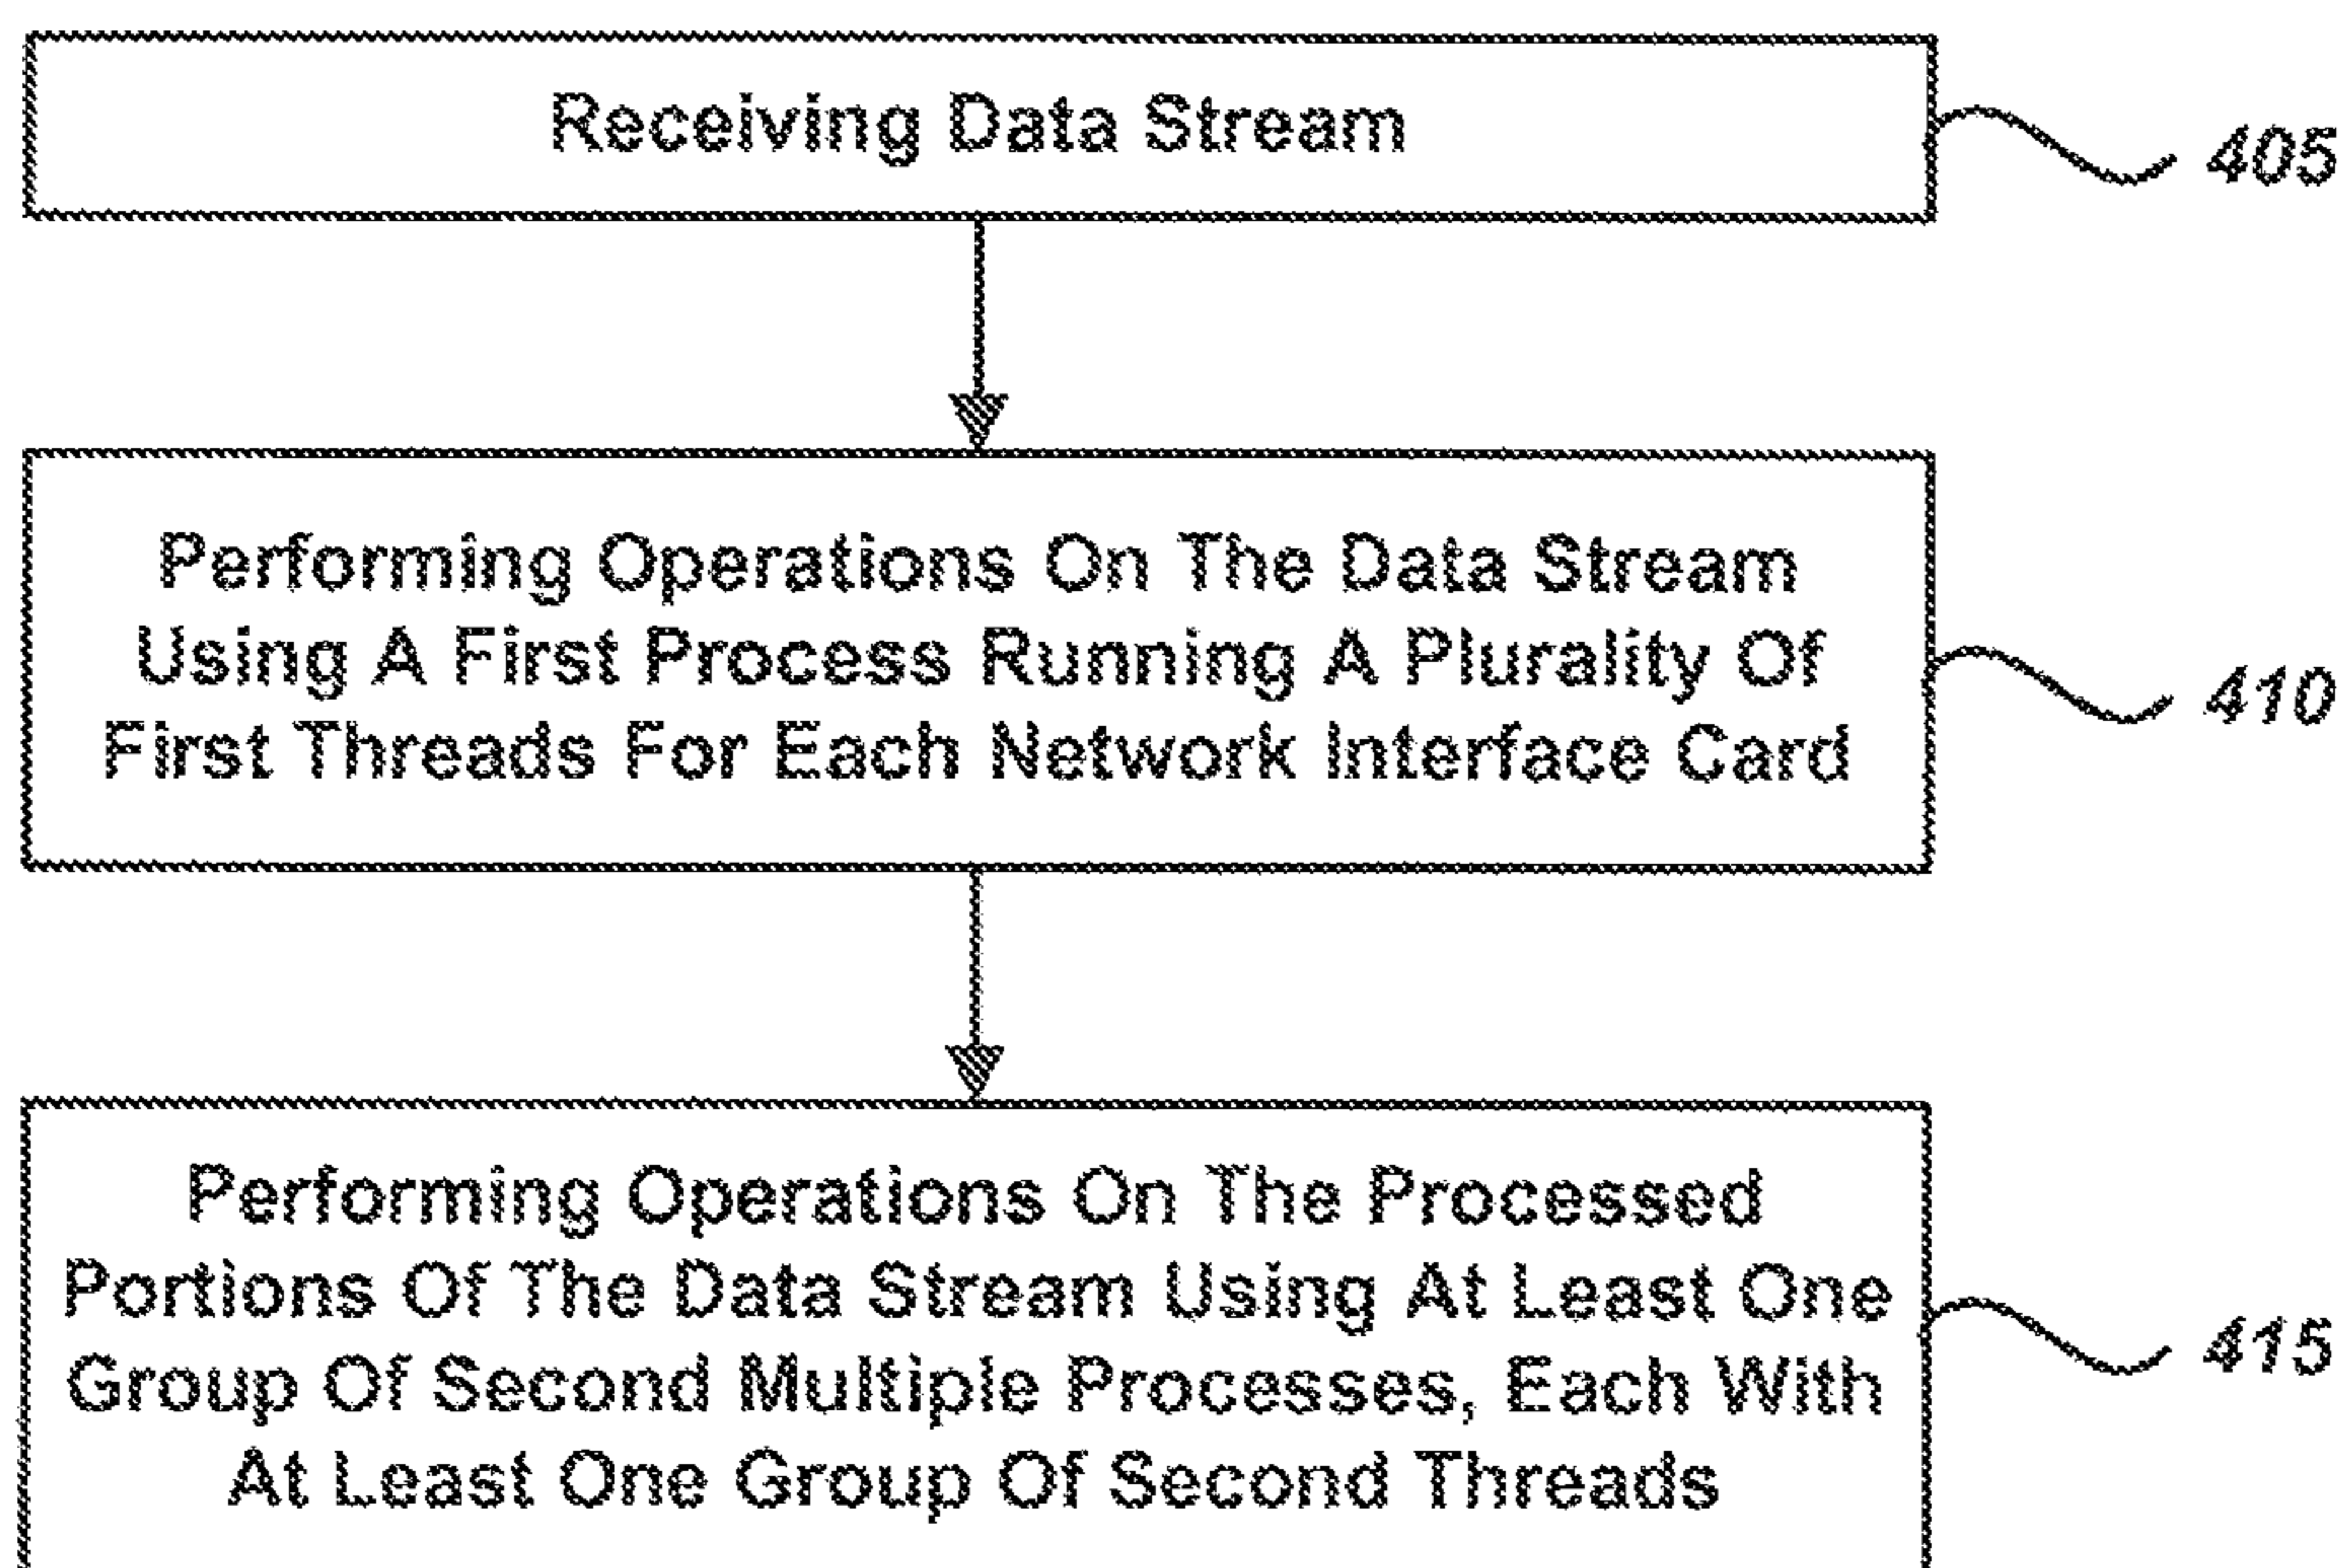 Receiving Data Stream
405
Performing Operations On The Data Stream
Using A First Process Running A Plurality Of
First Threads For Each Network Interface Card
410
Performing Operations On The Processed
Portions Of The Data Stream Using At Least One
Group Of Second Multiple Processes, Each With
At Least One Group Of Second Threads
415